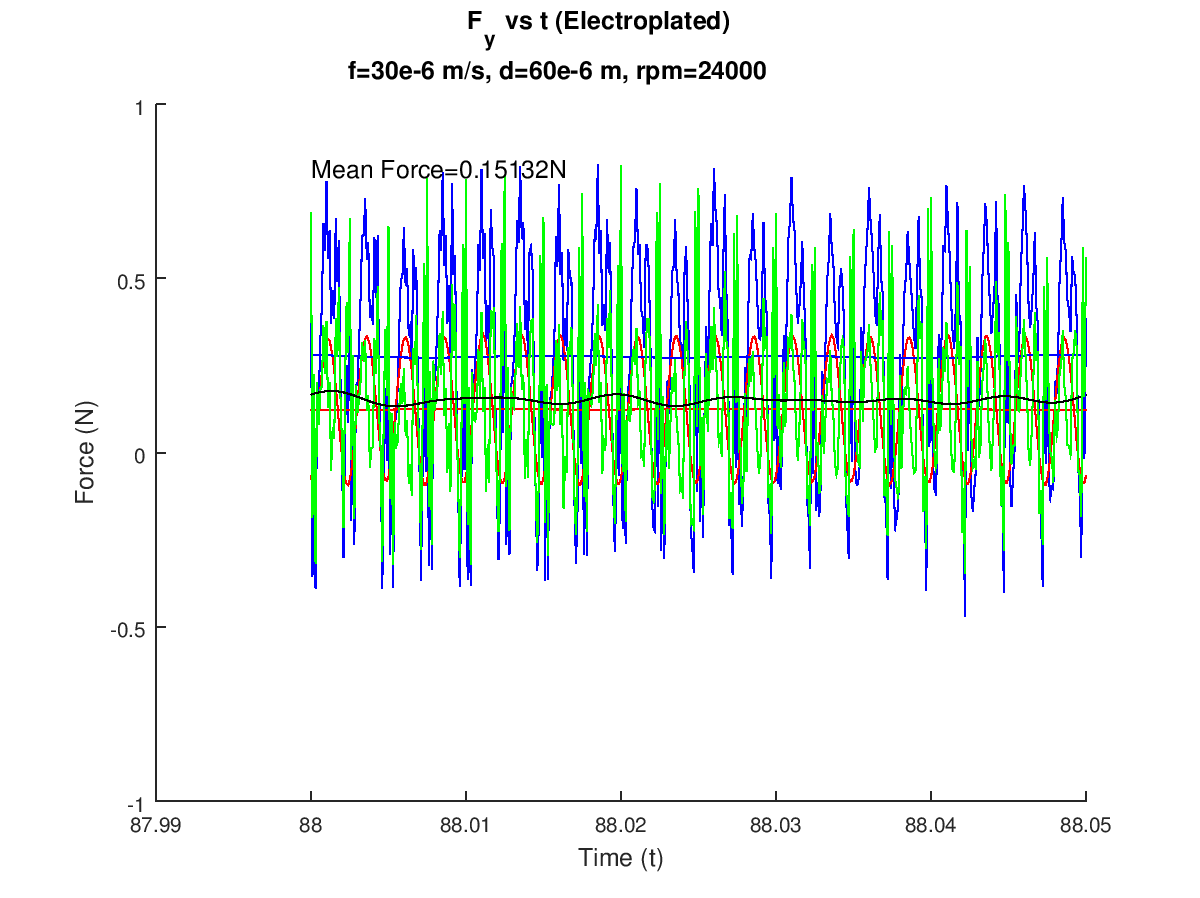 F_y vs t (Electroplated)
f=30e-6 m/s, d=60e-6 m, rpm=24000
Mean Force=0.15132N
1
0.5
0
-0.5
-1
Force (N)
87.99 88 88.01 88.02 88.03 88.04 88.05
Time (t)